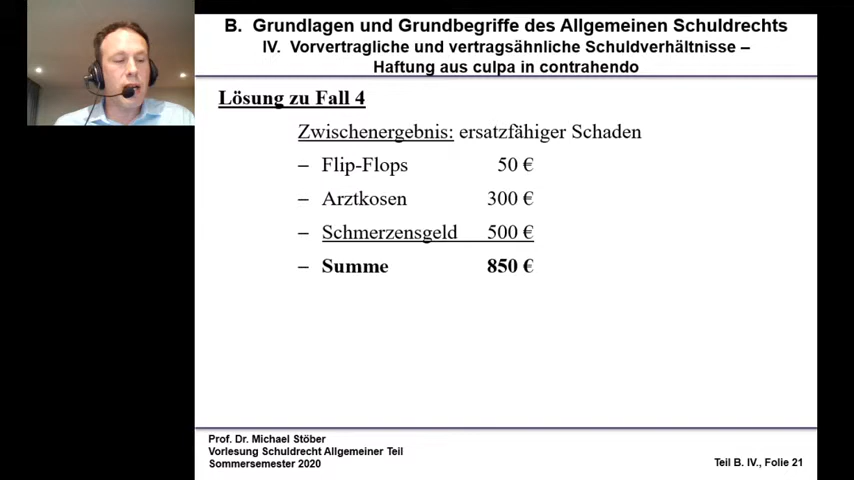 B. Grundlagen und Grundbegriffe des Allgemeinen Schuldrechts
IV. Vorvertragliche und vertragsähnliche Schuldverhältnisse –
Haftung aus culpa in contrahendo
Lösung zu Fall 4
Zwischenergebnis: ersatzfähiger Schaden
– Flip-Flops 50 €
– Arztkosen 300 €
– Schmerzensgeld 500 €
– Summe 850 €
Prof. Dr. Michael Stöber
Vorlesung Schuldrecht Allgemeiner Teil
Sommersemester 2020
Teil B. IV., Folie 21